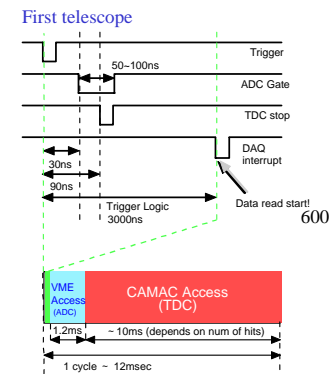 First telescope
Trigger
50~100ns
ADC Gate
TDC stop
DAQ
interrupt
30ns
90ns
Trigger Logic
3000ns
Data read start!
600
VME
Access
(ADC)
CAMAC Access
(TDC)
1.2ms
~ 10ms (depends on num of hits)
1 cycle ~ 12msec